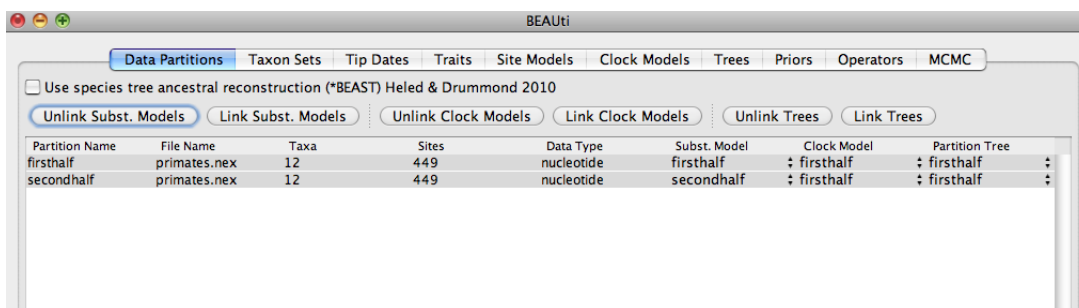 BEAUti
Data Partitions Taxon Sets Tip Dates Traits Site Models Clock Models Trees Priors Operators MCMC
Use species tree ancestral reconstruction (*BEAST) Heled & Drummond 2010
Unlink Subst. Models Link Subst. Models Unlink Clock Models Link Clock Models Unlink Trees Link Trees
Partition Name File Name Taxa Sites Data Type Subst. Model Clock Model Partition Tree
firsthalf primates.nex 12 449 nucleotide firsthalf firsthalf firsthalf
secondhalf primates.nex 12 449 nucleotide secondhalf firsthalf firsthalf